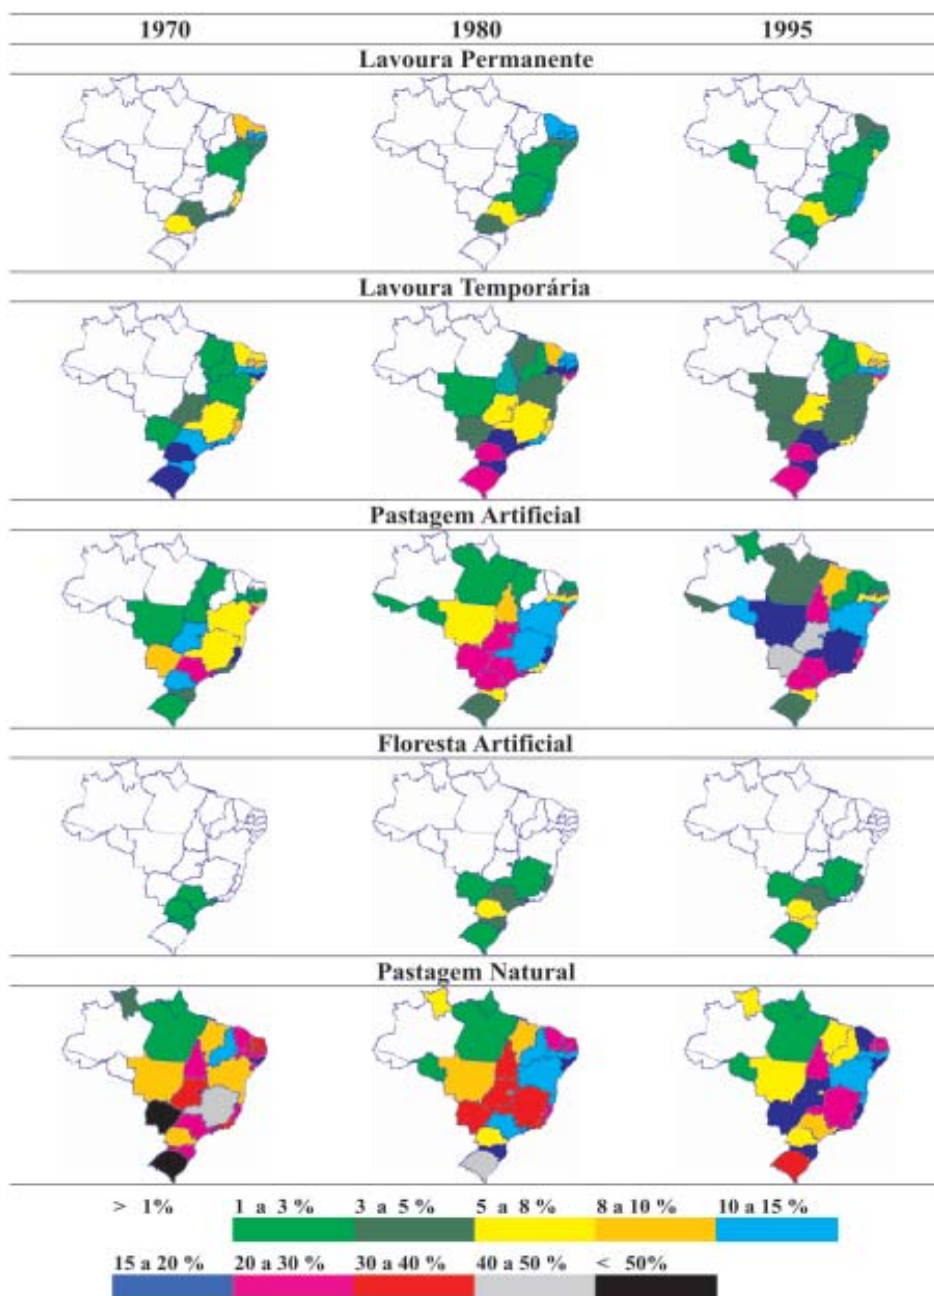 1970 1980 1995
Lavoura Permanente
Lavoura Temporária
Pastagem Artificial
Floresta Artificial
Pastagem Natural
> 1% 1 a 3 % 3 a 5 % 5 a 8 % 8 a 10 % 10 a 15 %
15 a 20 % 20 a 30 % 30 a 40 % 40 a 50 % < 50%